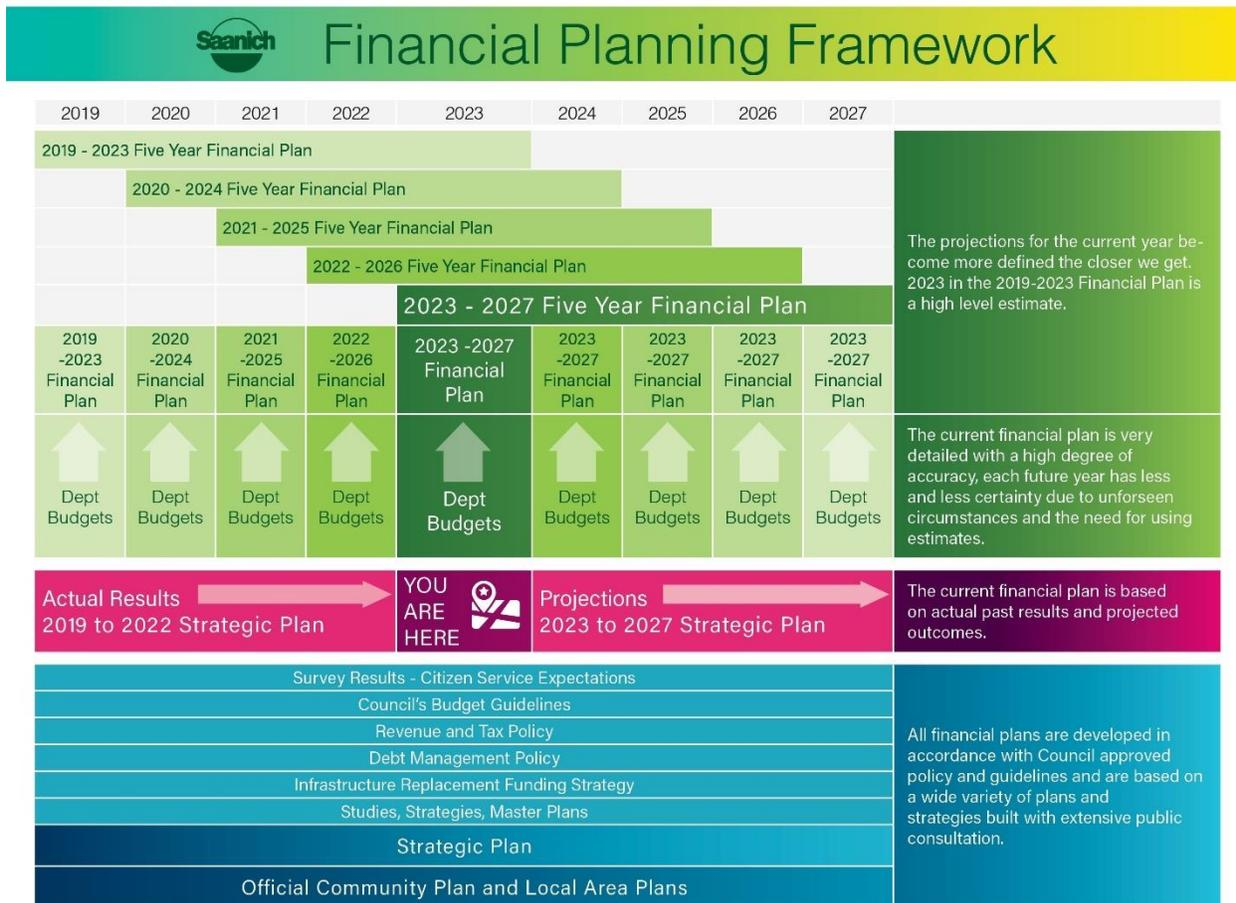 Saanich Financial Planning Framework
2019 2020 2021 2022 2023 2024 2025 2026 2027
2019 - 2023 Five Year Financial Plan
2020 - 2024 Five Year Financial Plan
2021 - 2025 Five Year Financial Plan
2022 - 2026 Five Year Financial Plan
2023 - 2027 Five Year Financial Plan
The projections for the current year be-
come more defined the closer we get.
2023 in the 2019-2023 Financial Plan is
a high level estimate.
2019
-2023
Financial
Plan
2020
-2024
Financial
Plan
2021
-2025
Financial
Plan
2022
-2026
Financial
Plan
2023 -2027
Financial
Plan
2023
-2027
Financial
Plan
2023
-2027
Financial
Plan
2023
-2027
Financial
Plan
2023
-2027
Financial
Plan
Dept
Budgets
Dept
Budgets
Dept
Budgets
Dept
Budgets
Dept
Budgets
Dept
Budgets
Dept
Budgets
Dept
Budgets
Dept
Budgets
The current financial plan is very
detailed with a high degree of
accuracy, each future year has less
and less certainty due to unforseen
circumstances and the need for using
estimates.
Actual Results
2019 to 2022 Strategic Plan
YOU
ARE
HERE
Projections
2023 to 2027 Strategic Plan
The current financial plan is based
on actual past results and projected
outcomes.
Survey Results - Citizen Service Expectations
Council's Budget Guidelines
Revenue and Tax Policy
Debt Management Policy
Infrastructure Replacement Funding Strategy
Studies, Strategies, Master Plans
Strategic Plan
Official Community Plan and Local Area Plans
All financial plans are developed in
accordance with Council approved
policy and guidelines and are based on
a wide variety of plans and
strategies built with extensive public
consultation.